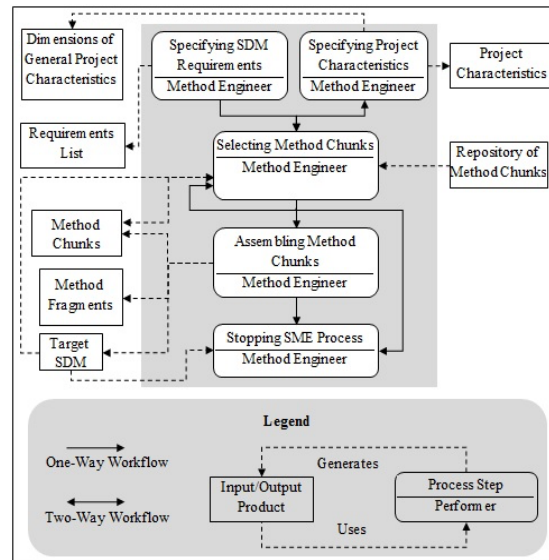 Dimensions of
General Project
Characteristics
Specifying SDM
Requirements
Method Engineer
Specifying Project
Characteristics
Method Engineer
Project
Characteristics
Requirements
List
Selecting Method Chunks
Method Engineer
Repository of
Method Chunks
Method
Chunks
Assembling Method
Chunks
Method Engineer
Method
Fragments
Target
SDM
Stopping SME Process
Method Engineer
Legend
One-Way Workflow
Two-Way Workflow
Generates
Input/Output
Product
Process Step
Performer
Uses